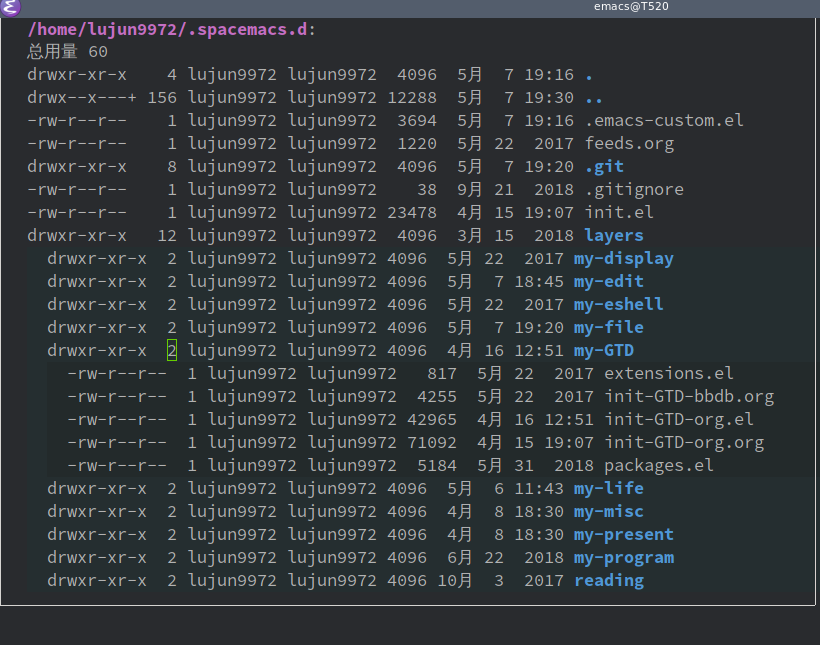 emacs@T520
/home/lujun9972/.spacemacs.d:
总用量 60
drwxr-xr-x    4 lujun9972 lujun9972  4096  5月  7 19:16 .
drwx--x---+ 156 lujun9972 lujun9972 12288  5月  7 19:30 ..
-rw-r--r--    1 lujun9972 lujun9972  3694  5月  7 19:16 .emacs-custom.el
-rw-r--r--    1 lujun9972 lujun9972  1220  5月 22  2017 feeds.org
drwxr-xr-x    8 lujun9972 lujun9972  4096  5月  7 19:20 .git
-rw-r--r--    1 lujun9972 lujun9972    38  9月 21  2018 .gitignore
-rw-r--r--    1 lujun9972 lujun9972 23478  4月 15 19:07 init.el
drwxr-xr-x   12 lujun9972 lujun9972  4096  3月 15  2018 layers
  drwxr-xr-x  2 lujun9972 lujun9972 4096  5月 22  2017 my-display
  drwxr-xr-x  2 lujun9972 lujun9972 4096  5月  7 18:45 my-edit
  drwxr-xr-x  2 lujun9972 lujun9972 4096  5月 22  2017 my-eshell
  drwxr-xr-x  2 lujun9972 lujun9972 4096  5月  7 19:20 my-file
  drwxr-xr-x  2 lujun9972 lujun9972 4096  4月 16 12:51 my-GTD
    -rw-r--r--  1 lujun9972 lujun9972   817  5月 22  2017 extensions.el
    -rw-r--r--  1 lujun9972 lujun9972  4255  5月 22  2017 init-GTD-bbdb.org
    -rw-r--r--  1 lujun9972 lujun9972 42965  4月 16 12:51 init-GTD-org.el
    -rw-r--r--  1 lujun9972 lujun9972 71092  4月 15 19:07 init-GTD-org.org
    -rw-r--r--  1 lujun9972 lujun9972  5184  5月 31  2018 packages.el
  drwxr-xr-x  2 lujun9972 lujun9972 4096  5月  6 11:43 my-life
  drwxr-xr-x  2 lujun9972 lujun9972 4096  4月  8 18:30 my-misc
  drwxr-xr-x  2 lujun9972 lujun9972 4096  4月  8 18:30 my-present
  drwxr-xr-x  2 lujun9972 lujun9972 4096  6月 22  2018 my-program
  drwxr-xr-x  2 lujun9972 lujun9972 4096 10月  3  2017 reading